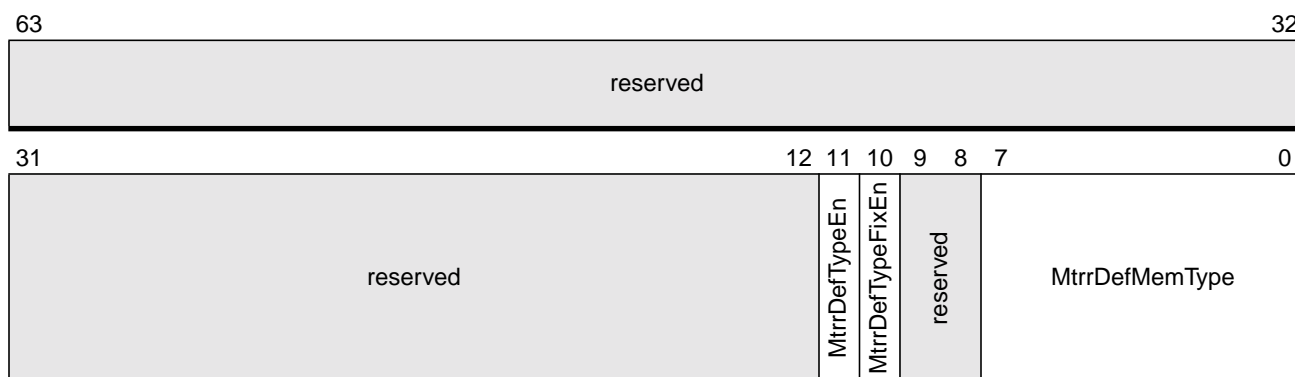 63 32
reserved
31 12 11 10 9 8 7 0
reserved MtrrDefTypeEn MtrrDefTypeFixEn reserved MtrrDefMemType